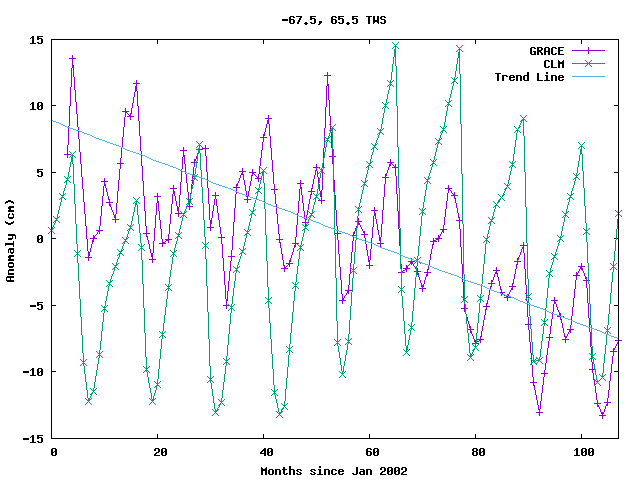 -67.5, 65.5 TWS
GRACE
CLM
Trend Line
15
10
5
0
-5
-10
-15
Anomaly (cm)
0 20 40 60 80 100
Months since Jan 2002